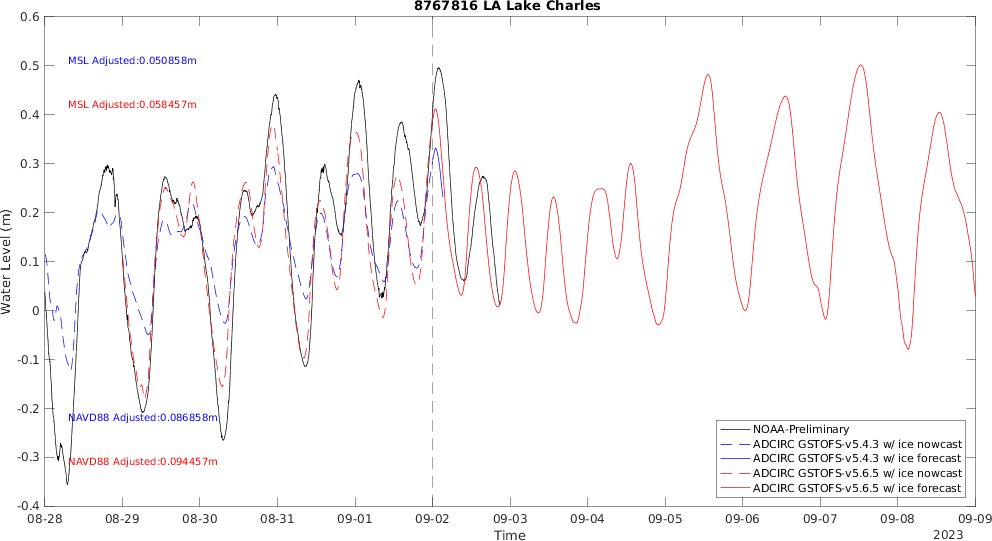 8767816 LA Lake Charles
Water Level (m)
0.6
0.5
0.4
0.3
0.2
0.1
0
-0.1
-0.2
-0.3
-0.4
MSL Adjusted:0.050858m
MSL Adjusted:0.058457m
NAVD88 Adjusted:0.086858m
NAVD88 Adjusted:0.094457m
NOAA-Preliminary
ADCIRC GSTOFS-v5.4.3 w/ ice nowcast
ADCIRC GSTOFS-v5.4.3 w/ ice forecast
ADCIRC GSTOFS-v5.6.5 w/ ice nowcast
ADCIRC GSTOFS-v5.6.5 w/ ice forecast
08-28 08-29 08-30 08-31 09-01 09-02 09-03 09-04 09-05 09-06 09-07 09-08 09-09
Time
2023